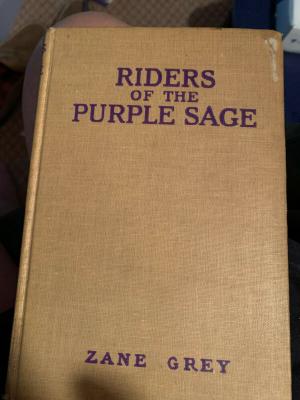 RIDERS
OF THE
PURPLE SAGE
ZANE GREY